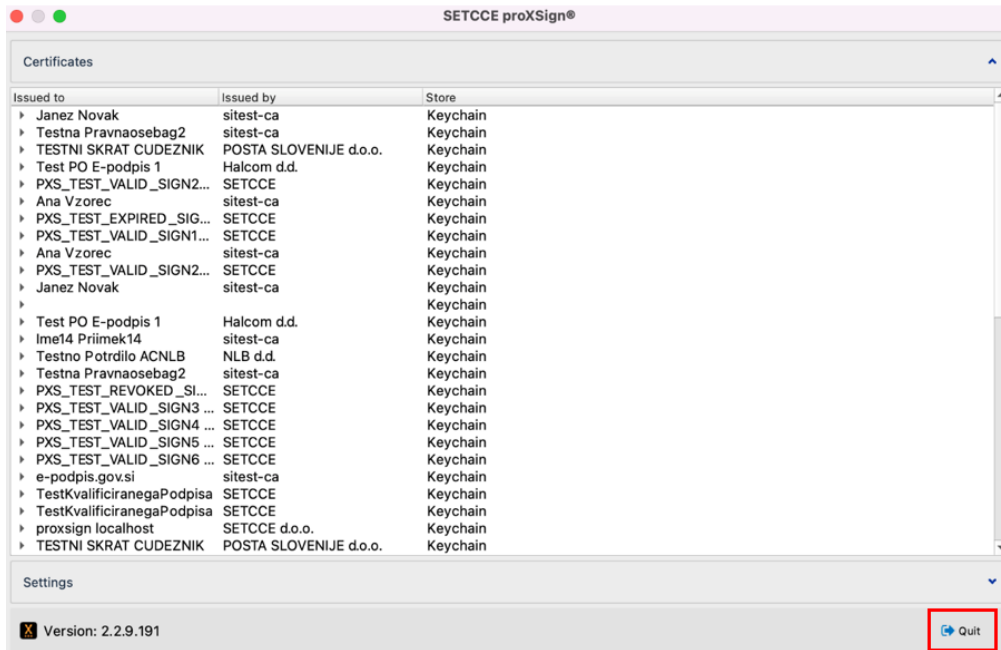 SETCCE proXSign®
Certificates
Issued to Issued by Store
Janez Novak sitest-ca Keychain
Testna Pravnaosebag2 sitest-ca Keychain
TESTNI SKRAT CUDEZNIK POSTA SLOVENIJE d.o.o. Keychain
Test PO E-podpis 1 Halcom d.d. Keychain
PXS_TEST_VALID_SIGN2... SETCCE Keychain
Ana Vzorec sitest-ca Keychain
PXS_TEST_EXPIRED_SIG... SETCCE Keychain
PXS_TEST_VALID_SIGN1... SETCCE Keychain
Ana Vzorec sitest-ca Keychain
PXS_TEST_VALID_SIGN2... SETCCE Keychain
Janez Novak sitest-ca Keychain
Keychain
Test PO E-podpis 1 Halcom d.d. Keychain
Ime14 Priimek14 sitest-ca Keychain
Testno Potrdilo ACNLB NLB d.d. Keychain
Testna Pravnaosebag2 sitest-ca Keychain
PXS_TEST_REVOKED_SI... SETCCE Keychain
PXS_TEST_VALID_SIGN3 ... SETCCE Keychain
PXS_TEST_VALID_SIGN4 ... SETCCE Keychain
PXS_TEST_VALID_SIGN5 ... SETCCE Keychain
PXS_TEST_VALID_SIGN6 ... SETCCE Keychain
e-podpis.gov.si sitest-ca Keychain
TestKvalificiranegaPodpisa SETCCE Keychain
TestKvalificiranegaPodpisa SETCCE Keychain
proxsign localhost SETCCE d.o.o. Keychain
TESTNI SKRAT CUDEZNIK POSTA SLOVENIJE d.o.o. Keychain
Settings
Version: 2.2.9.191 Quit